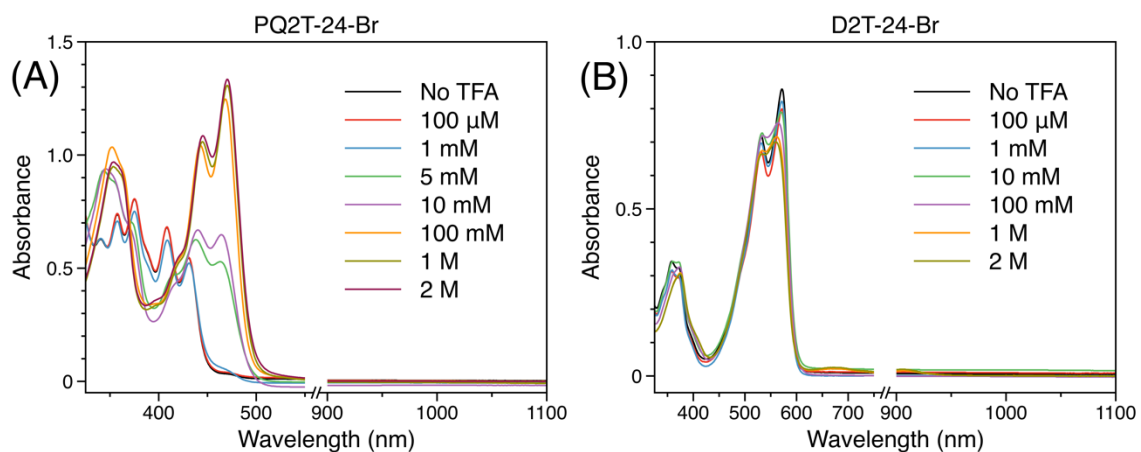 PQ2T-24-Br
(A)
1.5
1.0
0.5
0
Absorbance
No TFA
100 μM
1 mM
5 mM
10 mM
100 mM
1 M
2 M
400
500
900
1000
1100
Wavelength (nm)
D2T-24-Br
(B)
1.0
0.5
0
Absorbance
No TFA
100 μM
1 mM
10 mM
100 mM
1 M
2 M
400
500
600
700
900
1000
1100
Wavelength (nm)